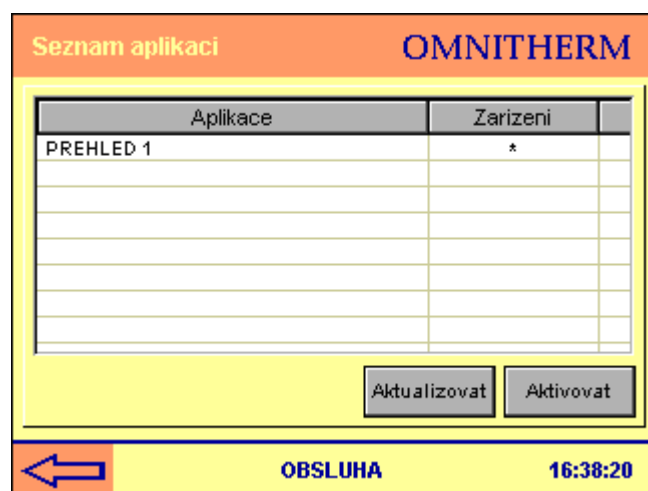 Seznam aplikaci OMNITHERM
Aplikace Zarizeni
PREHLED 1 *
Aktualizovat Aktivovat
OBSLUHA 16:38:20